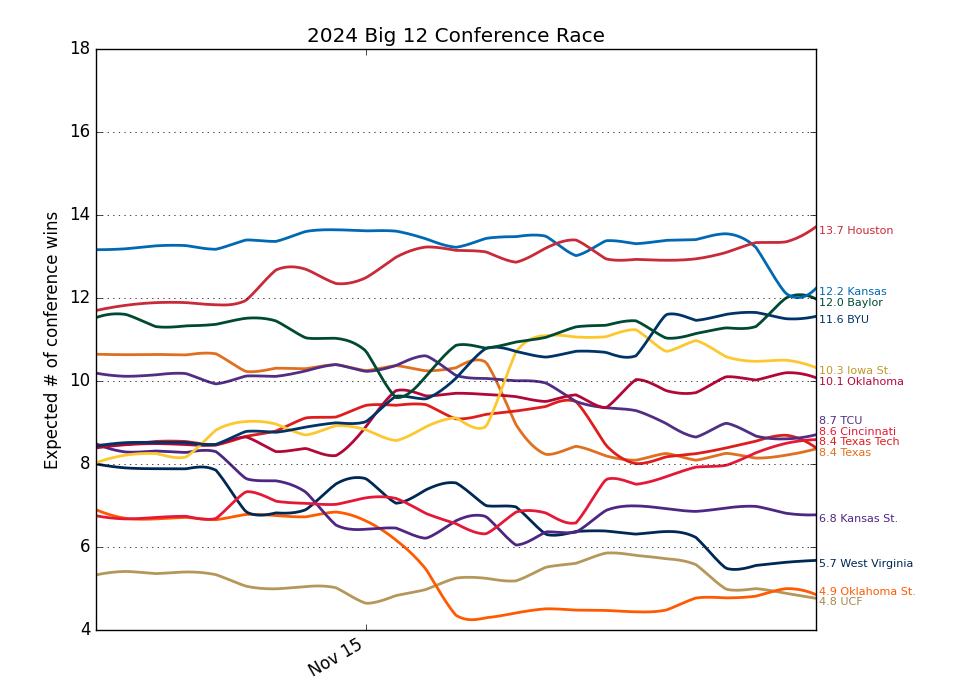 2024 Big 12 Conference Race
Expected # of conference wins
18
16
14
12
10
8
6
4
Nov 15
13.7 Houston
12.2 Kansas
12.0 Baylor
11.6 BYU
10.3 Iowa St.
10.1 Oklahoma
8.7 TCU
8.6 Cincinnati
8.4 Texas Tech
8.4 Texas
6.8 Kansas St.
5.7 West Virginia
4.9 Oklahoma St.
4.8 UCF